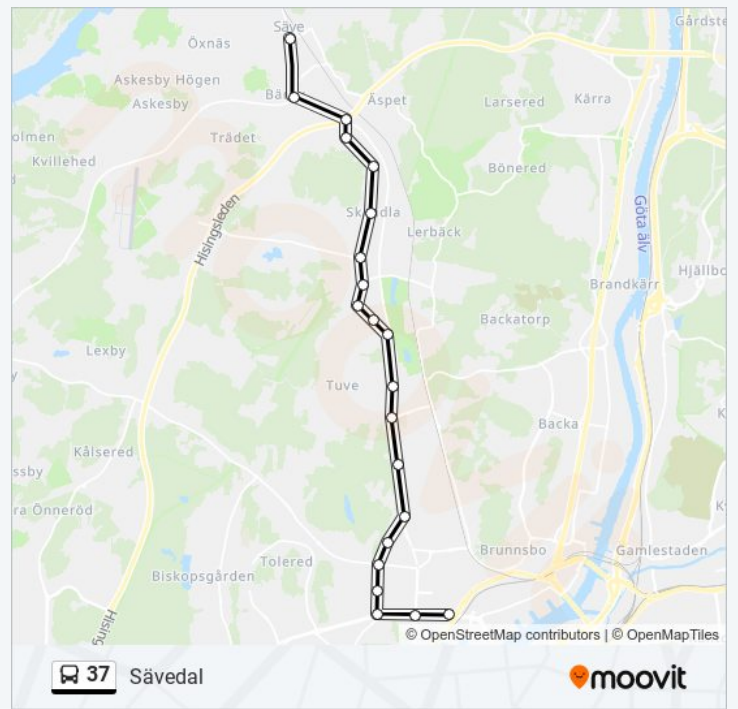 Säve
Gårdste
Öxnäs
Askesby Högen
Askesby
Bä
Äspet
Larsered
Kärra
olmen
Trädet
Kvillehed
Bönered
Hisingsleden
Sk dla
Lerbäck
Göta älv
Hjällbo
Brandkärr
Backatorp
Lexby
Tuve
Backa
K
Kålsered
ssby
ra Önneröd
Brunnsbo
Gamlestaden
Tolered
Biskopsgården
Hising
© OpenStreetMap contributors | © OpenMapTiles
37 Sävedal
moovit